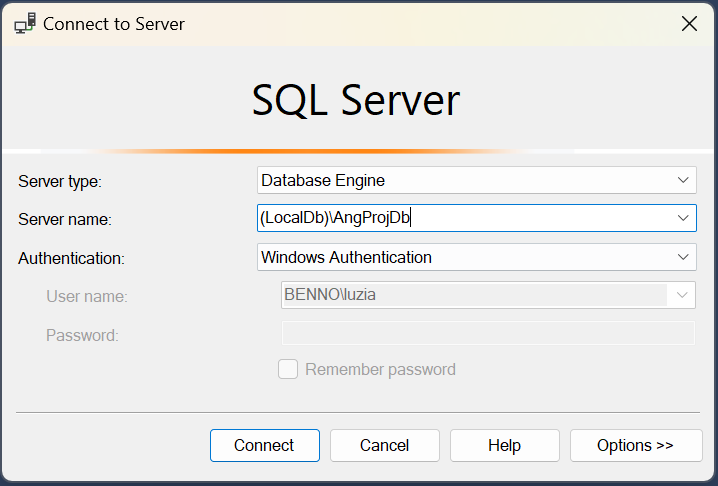 Connect to Server
SQL Server
Server type: Database Engine
Server name: (LocalDb)\AngProjDb
Authentication: Windows Authentication
User name: BENNO\luzia
Password:
Remember password
Connect Cancel Help Options >>